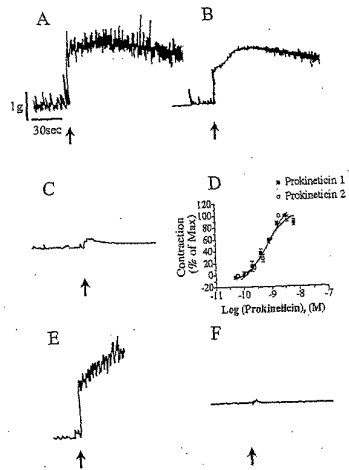 A
B
1g
30sec
C
D
* Prokineticin 1
o Prokineticin 2
Contraction
(% of Max)
120
100
80
60
40
20
0
-20
-11 -10 -9 -8 -7
Log (Prokineticin), (M)
E
F